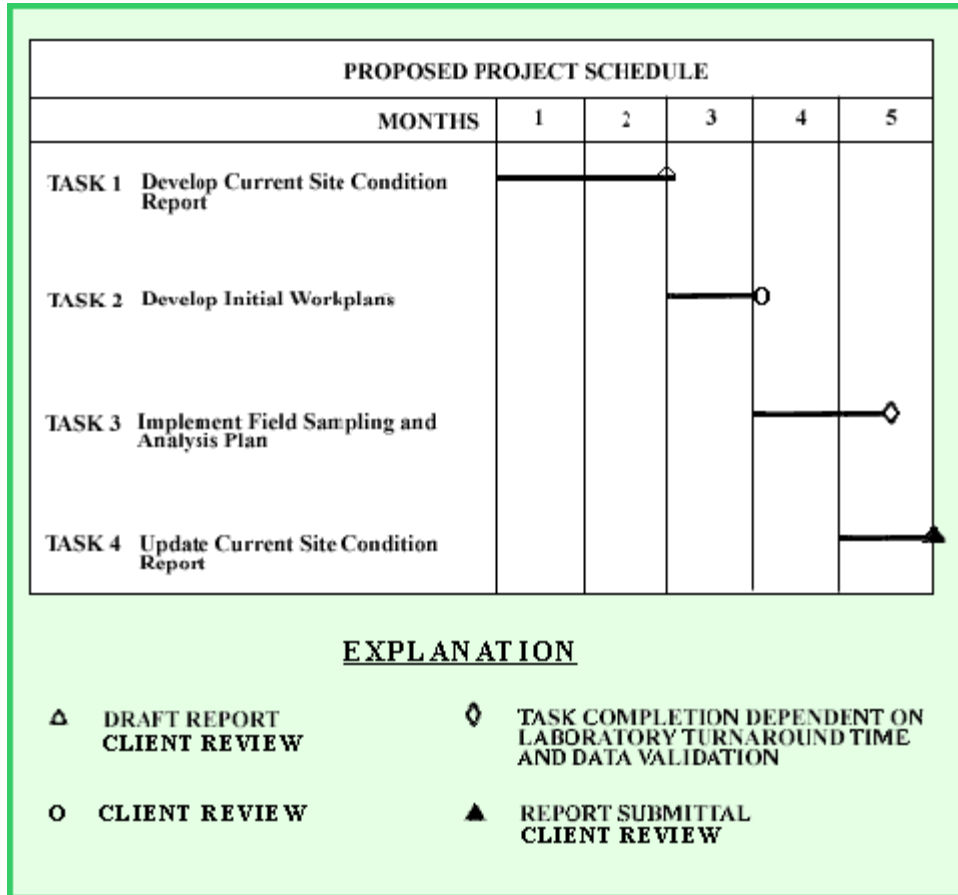 PROPOSED PROJECT SCHEDULE
MONTHS 1 2 3 4 5
TASK 1 Develop Current Site Condition
Report
TASK 2 Develop Initial Workplans
TASK 3 Implement Field Sampling and
Analysis Plan
TASK 4 Update Current Site Condition
Report
EXPLANATION
DRAFT REPORT
CLIENT REVIEW
TASK COMPLETION DEPENDENT ON
LABORATORY TURNAROUND TIME
AND DATA VALIDATION
CLIENT REVIEW
REPORT SUBMITTAL
CLIENT REVIEW